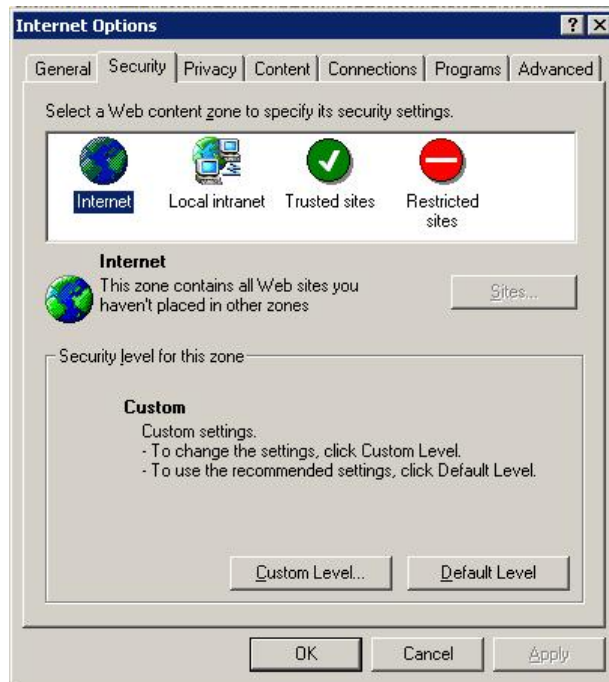 Internet Options
General Security Privacy Content Connections Programs Advanced
Select a Web content zone to specify its security settings.
Internet Local intranet Trusted sites Restricted
sites
Internet
This zone contains all Web sites you
haven't placed in other zones
Sites...
Security level for this zone
Custom
Custom settings.
- To change the settings, click Custom Level.
- To use the recommended settings, click Default Level.
Custom Level... Default Level
OK Cancel Apply